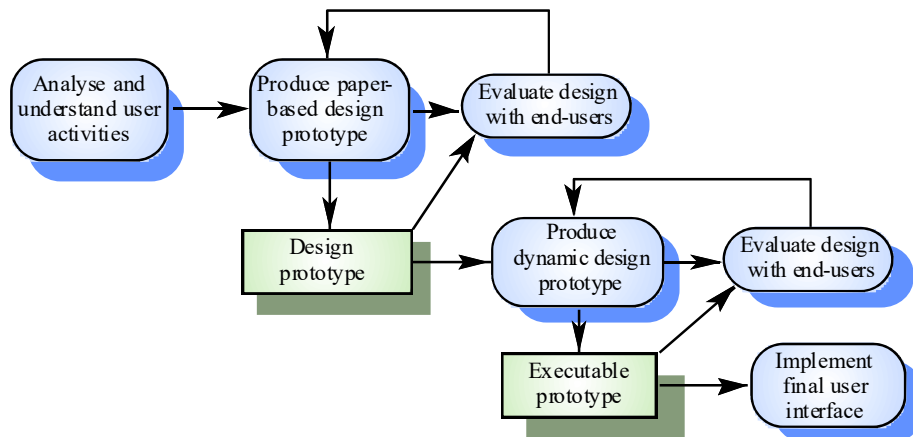 Analyse and
understand user
activities
Produce paper-
based design
prototype
Evaluate design
with end-users
Design
prototype
Produce
dynamic design
prototype
Evaluate design
with end-users
Executable
prototype
Implement
final user
interface